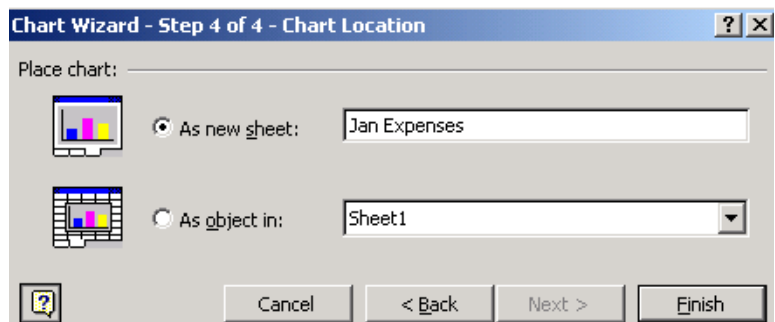 Chart Wizard - Step 4 of 4 - Chart Location
Place chart:
As new sheet: Jan Expenses
As object in: Sheet1
Cancel < Back Next > Finish